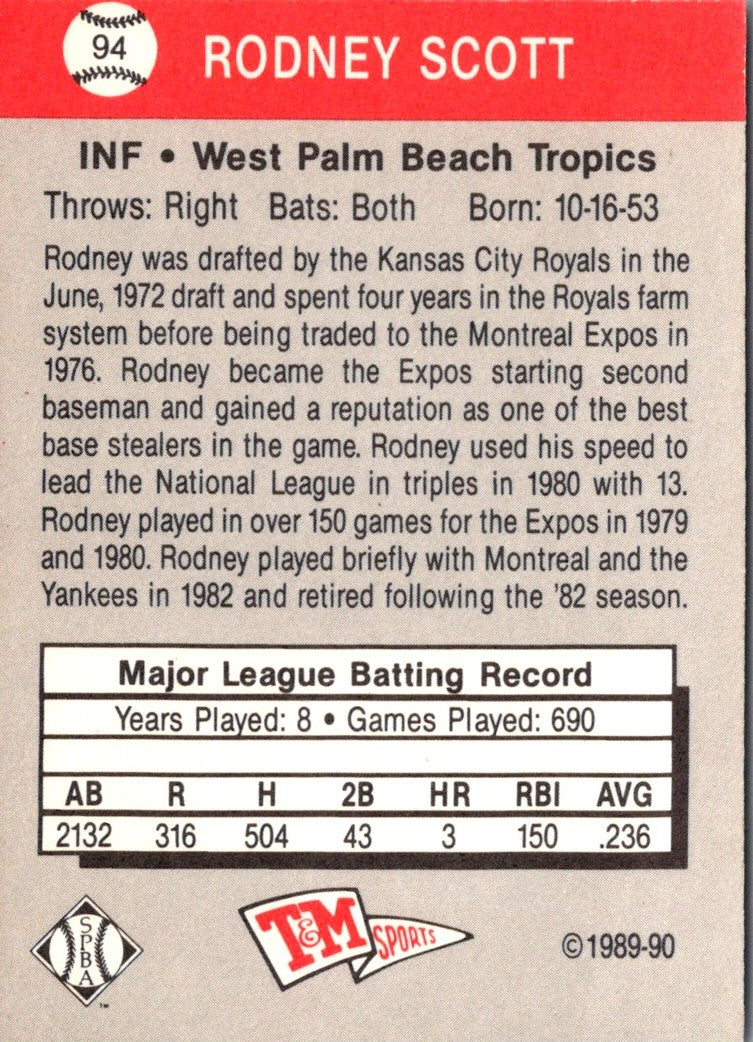 94
RODNEY SCOTT
INF • West Palm Beach Tropics
Throws: Right Bats: Both Born: 10-16-53
Rodney was drafted by the Kansas City Royals in the
June, 1972 draft and spent four years in the Royals farm
system before being traded to the Montreal Expos in
1976. Rodney became the Expos starting second
baseman and gained a reputation as one of the best
base stealers in the game. Rodney used his speed to
lead the National League in triples in 1980 with 13.
Rodney played in over 150 games for the Expos in 1979
and 1980. Rodney played briefly with Montreal and the
Yankees in 1982 and retired following the '82 season.
Major League Batting Record
Years Played: 8 • Games Played: 690
AB R H 2B HR RBI AVG
2132 316 504 43 3 150 .236
SPBA
™
T&M
SPORTS
©1989-90